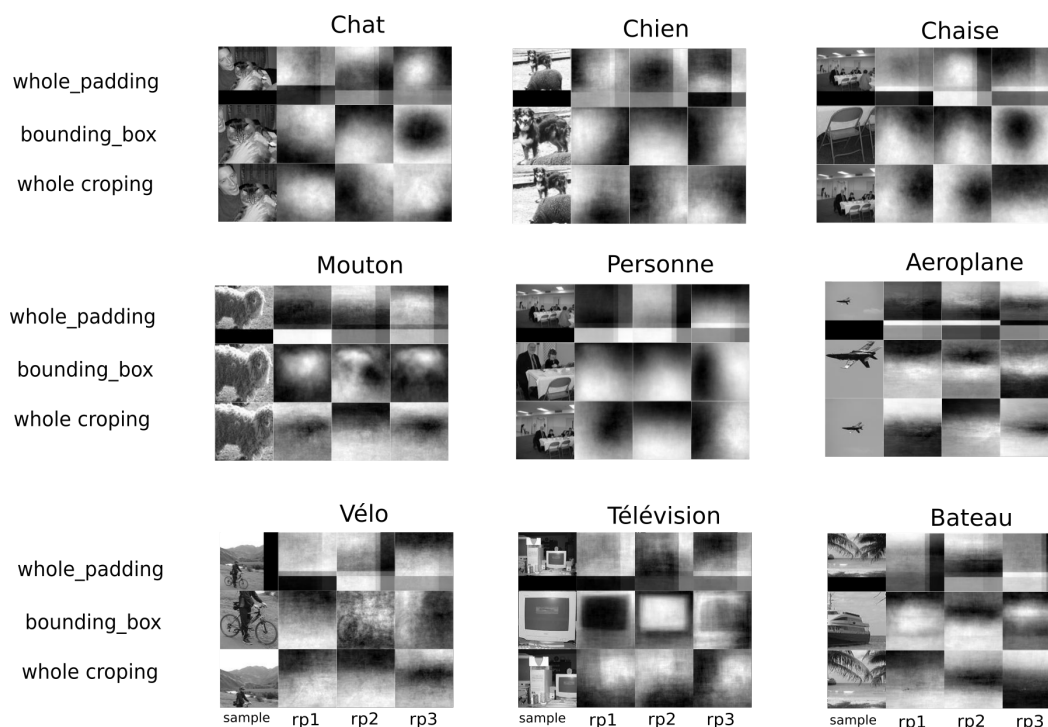 Chat Chien Chaise
whole_padding
bounding_box
whole croping
Mouton Personne Aeroplane
whole_padding
bounding_box
whole croping
Vélo Télévision Bateau
whole_padding
bounding_box
whole croping
sample rp1 rp2 rp3 sample rp1 rp2 rp3 sample rp1 rp2 rp3